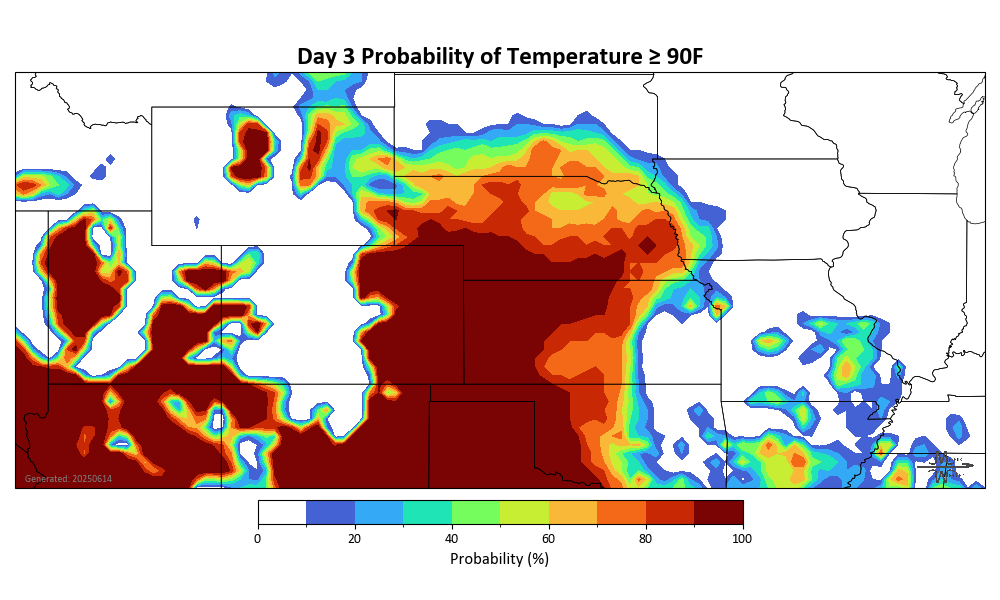 Day 3 Probability of Temperature ≥ 90F
Generated: 20250614
0 20 40 60 80 100
Probability (%)